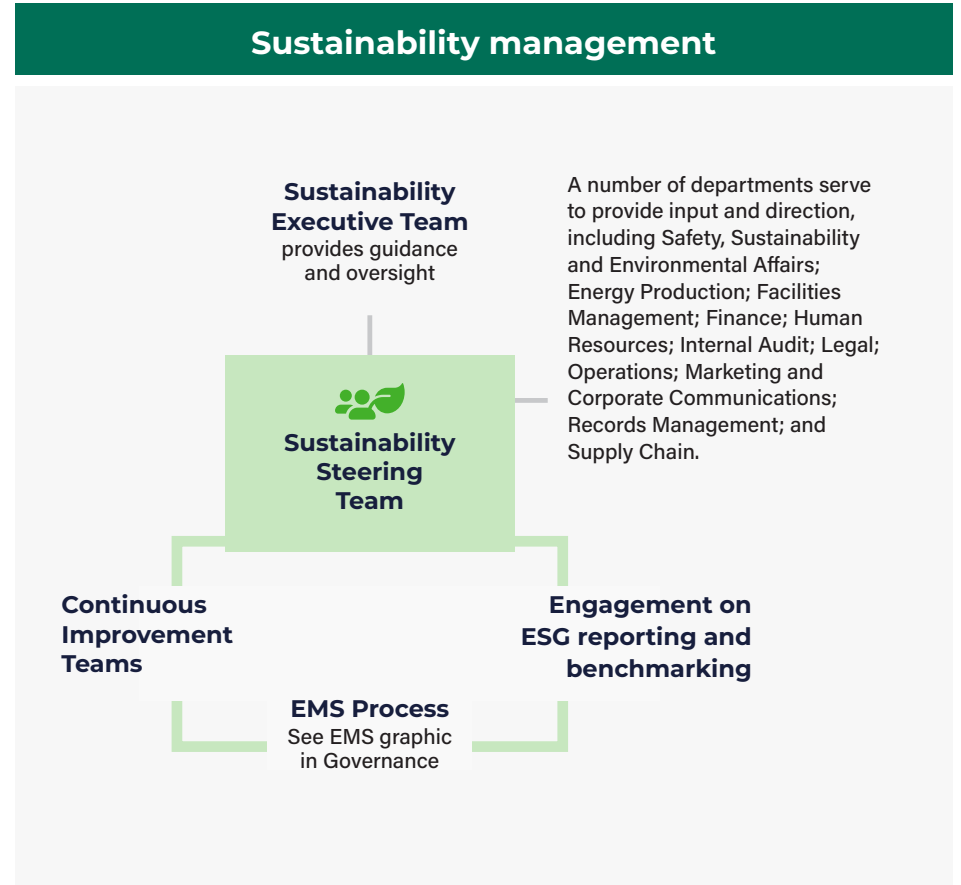 Sustainability management
Sustainability
Executive Team
provides guidance
and oversight
A number of departments serve
to provide input and direction,
including Safety, Sustainability
and Environmental Affairs;
Energy Production; Facilities
Management; Finance; Human
Resources; Internal Audit; Legal;
Operations; Marketing and
Corporate Communications;
Records Management; and
Supply Chain.
Sustainability
Steering
Team
Continuous
Improvement
Teams
Engagement on
ESG reporting and
benchmarking
EMS Process
See EMS graphic
in Governance